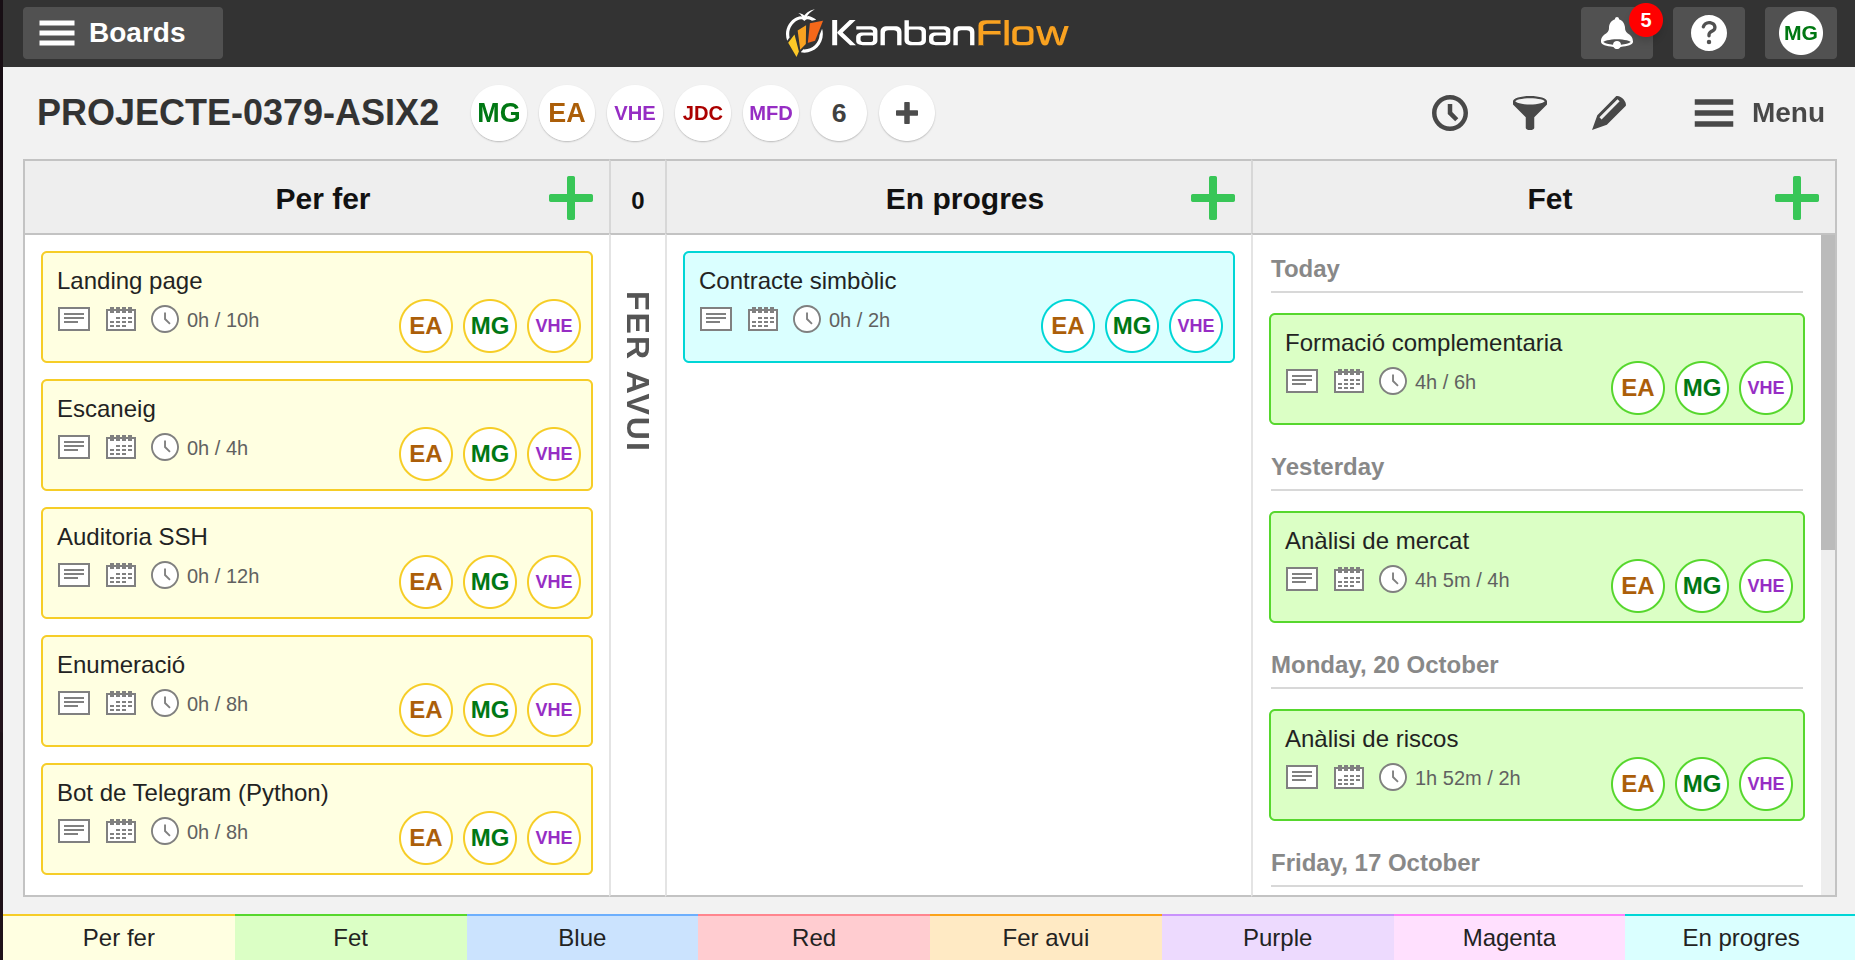 Boards
KanbanFlow
5
MG
PROJECTE-0379-ASIX2
MG EA VHE JDC MFD 6
Menu
Per fer
0
En progres
Fet
Landing page
0h / 10h
EA MG VHE
Escaneig
0h / 4h
EA MG VHE
Auditoria SSH
0h / 12h
EA MG VHE
Enumeració
0h / 8h
EA MG VHE
Bot de Telegram (Python)
0h / 8h
EA MG VHE
FER AVUI
Contracte simbòlic
0h / 2h
EA MG VHE
Today
Formació complementaria
4h / 6h
EA MG VHE
Yesterday
Anàlisi de mercat
4h 5m / 4h
EA MG VHE
Monday, 20 October
Anàlisi de riscos
1h 52m / 2h
EA MG VHE
Friday, 17 October
Per fer
Fet
Blue
Red
Fer avui
Purple
Magenta
En progres